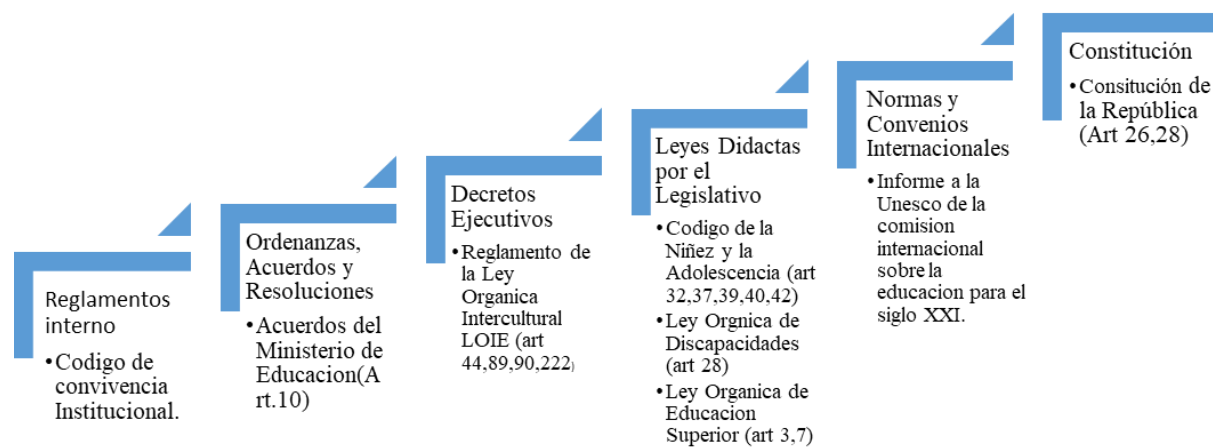 Reglamentos
interno
•Codigo de
convivencia
Institucional.
Ordenanzas,
Acuerdos y
Resoluciones
•Acuerdos del
Ministerio de
Educacion(A
rt.10)
Decretos
Ejecutivos
•Reglamento de
la Ley
Organica
Intercultural
LOIE (art
44,89,90,222)
Leyes Didactas
por el
Legislativo
•Codigo de la
Niñez y la
Adolescencia (art
32,37,39,40,42)
•Ley Orgnica de
Discapacidades
(art 28)
•Ley Organica de
Educacion
Superior (art 3,7)
Normas y
Convenios
Internacionales
•Informe a la
Unesco de la
comision
internacional
sobre la
educacion para el
siglo XXI.
Constitución
•Consitución de
la República
(Art 26,28)